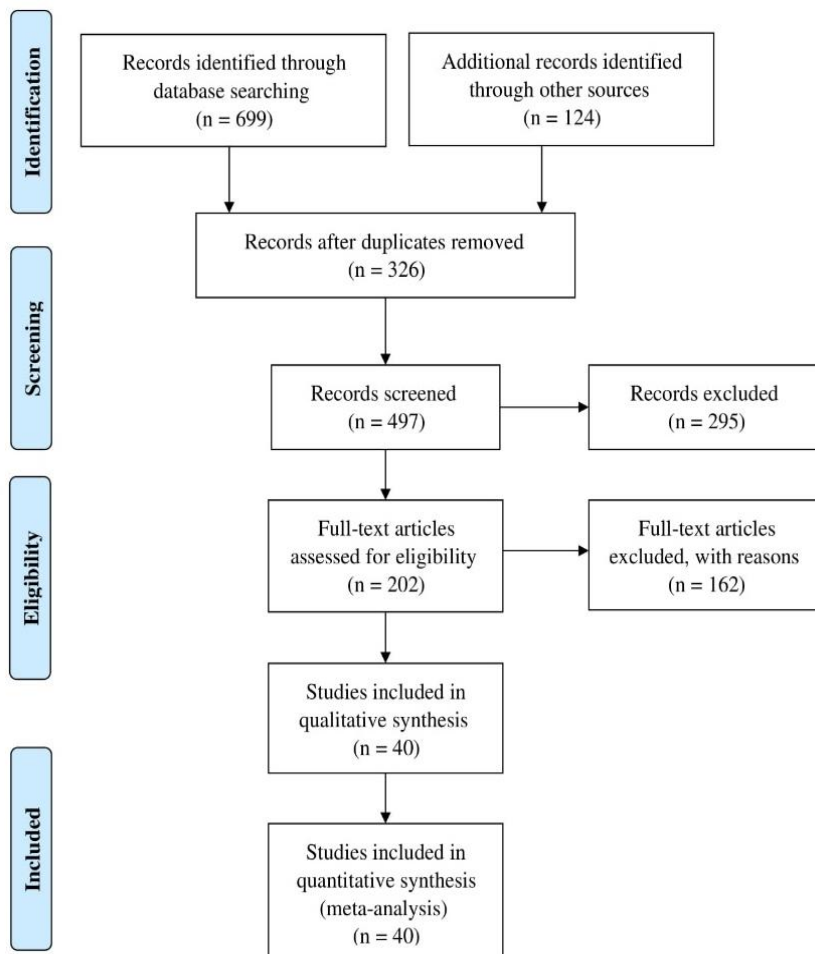 Identification
Records identified through
database searching
(n = 699)
Additional records identified
through other sources
(n = 124)
Records after duplicates removed
(n = 326)
Screening
Records screened
(n = 497)
Records excluded
(n = 295)
Eligibility
Full-text articles
assessed for eligibility
(n = 202)
Full-text articles
excluded, with reasons
(n = 162)
Studies included in
qualitative synthesis
(n = 40)
Included
Studies included in
quantitative synthesis
(meta-analysis)
(n = 40)